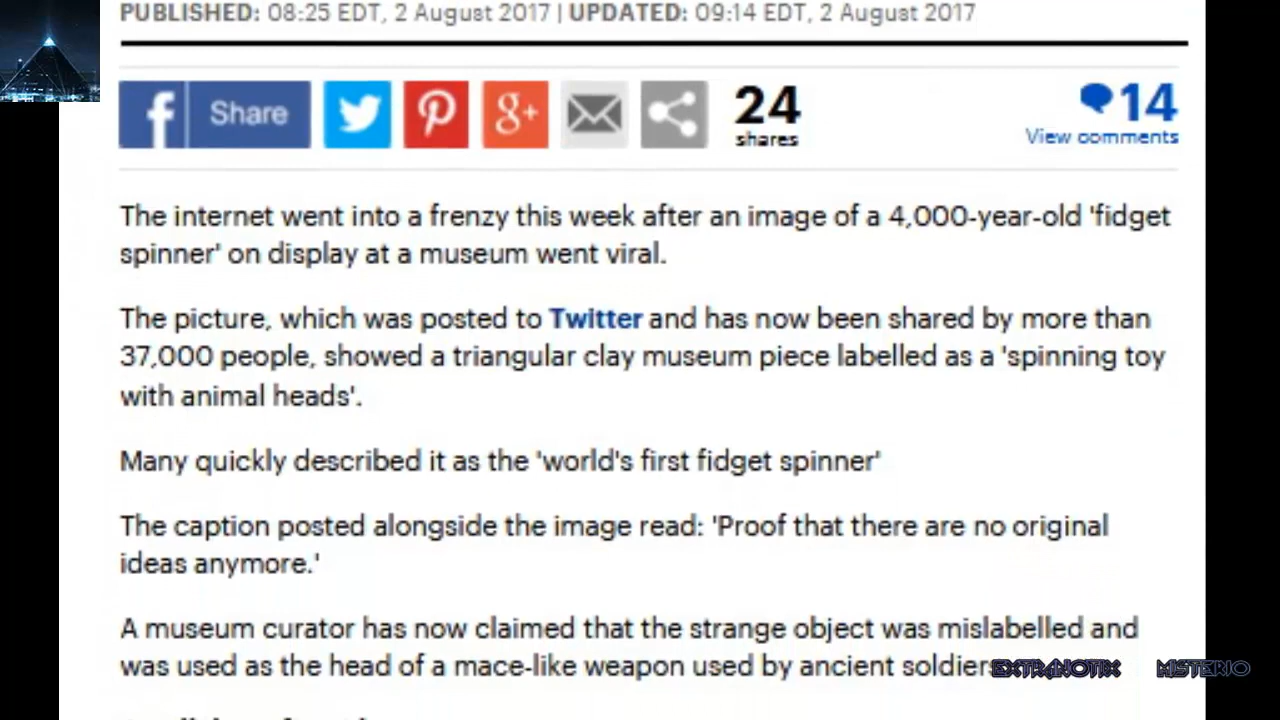 PUBLISHED: 08:25 EDT, 2 August 2017 | UPDATED: 09:14 EDT, 2 August 2017
f Share g+ 24 shares 14 View comments
The internet went into a frenzy this week after an image of a 4,000-year-old 'fidget
spinner' on display at a museum went viral.
The picture, which was posted to Twitter and has now been shared by more than
37,000 people, showed a triangular clay museum piece labelled as a 'spinning toy
with animal heads'.
Many quickly described it as the 'world's first fidget spinner'
The caption posted alongside the image read: 'Proof that there are no original
ideas anymore.'
A museum curator has now claimed that the strange object was mislabelled and
was used as the head of a mace-like weapon used by ancient soldiers
EXTRANOTIX MISTERIO